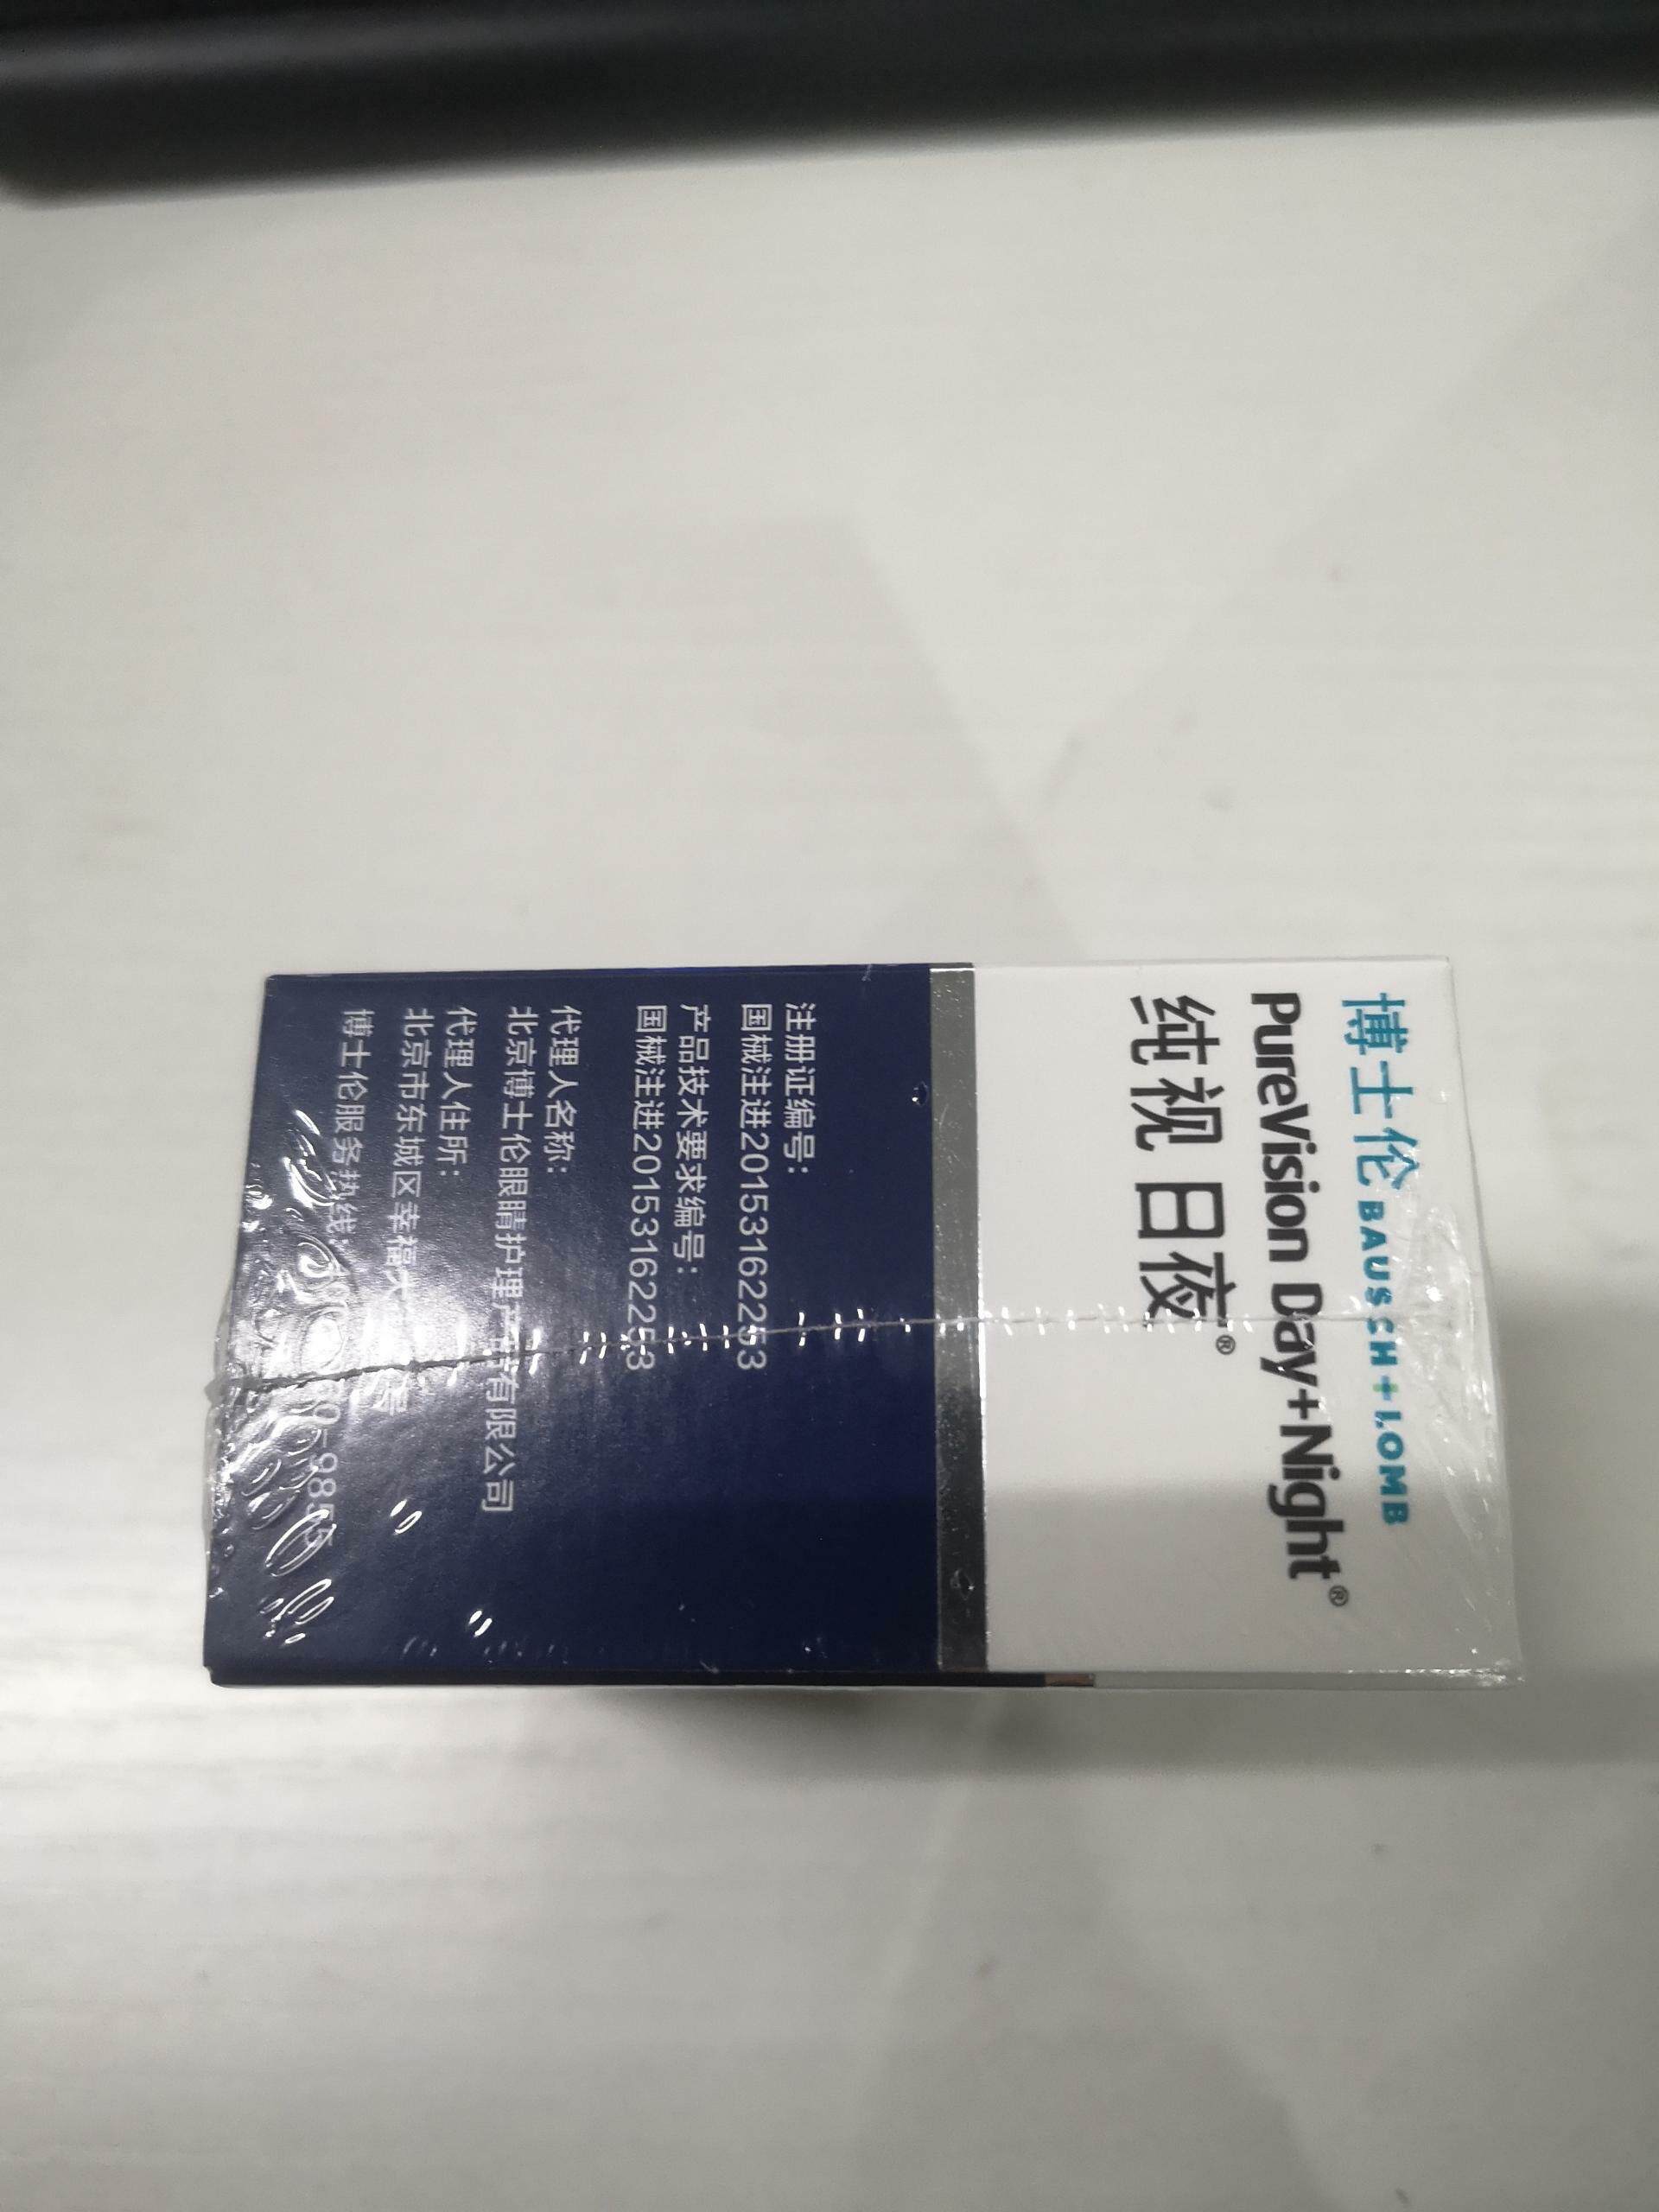 博士伦 BAUSCH+LOMB
PureVision Day+Night®
纯视 日夜®
注册证编号:
国械注进20153162253
产品技术要求编号:
国械注进20153162253
代理人名称:
北京博士伦眼睛护理产品有限公司
代理人住所:
北京市东城区幸福大 号
博士伦服务热线: